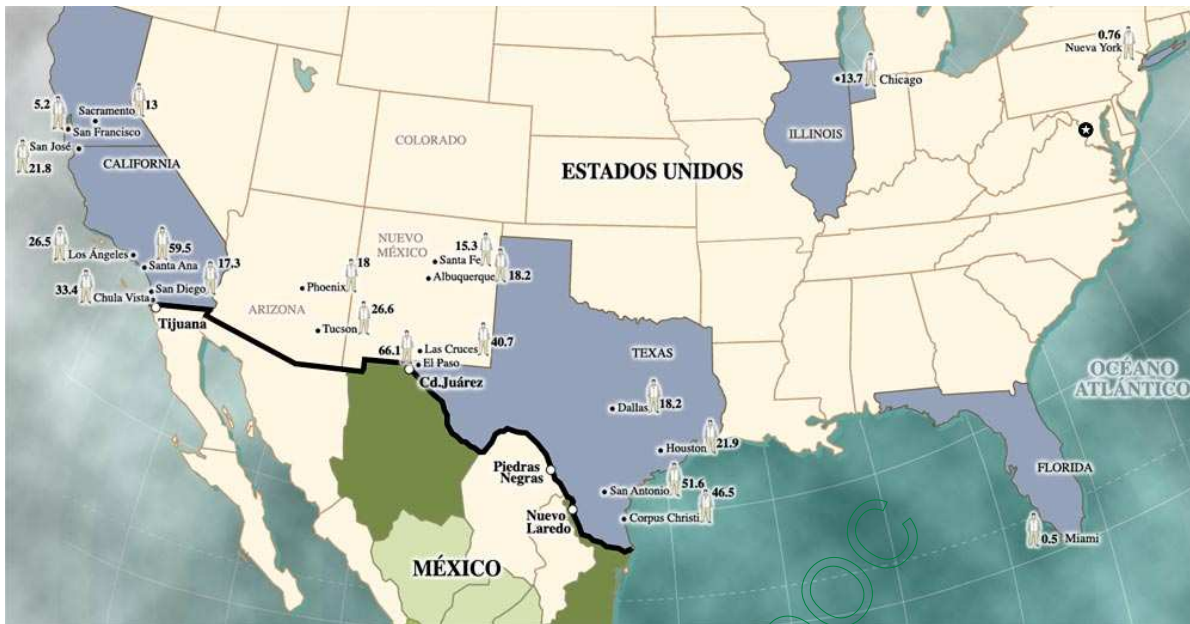 0.76
Nueva York
13.7
Chicago
5.2
Sacramento
13
San Francisco
San José
21.8
CALIFORNIA
COLORADO
ILLINOIS
ESTADOS UNIDOS
26.5
Los Ángeles
59.5
Santa Ana
17.3
33.4
San Diego
Chula Vista
Tijuana
NUEVO
MÉXICO
15.3
Santa Fe
Albuquerque
18.2
18
Phoenix
ARIZONA
26.6
Tucson
66.1
Las Cruces
40.7
El Paso
Cd.Juárez
TEXAS
Dallas
18.2
Houston
21.9
OCÉANO
ATLÁNTICO
Piedras
Negras
San Antonio
51.6
46.5
Corpus Christi
Nuevo
Laredo
FLORIDA
0.5
Miami
MÉXICO